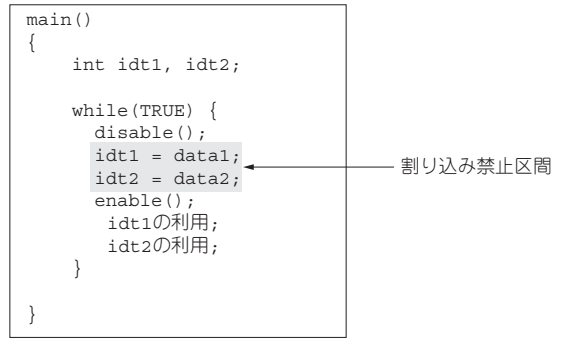 main()
{
int idt1, idt2;
while(TRUE) {
disable();
idt1 = data1;
idt2 = data2;
enable();
idt1の利用;
idt2の利用;
}
}
割り込み禁止区間